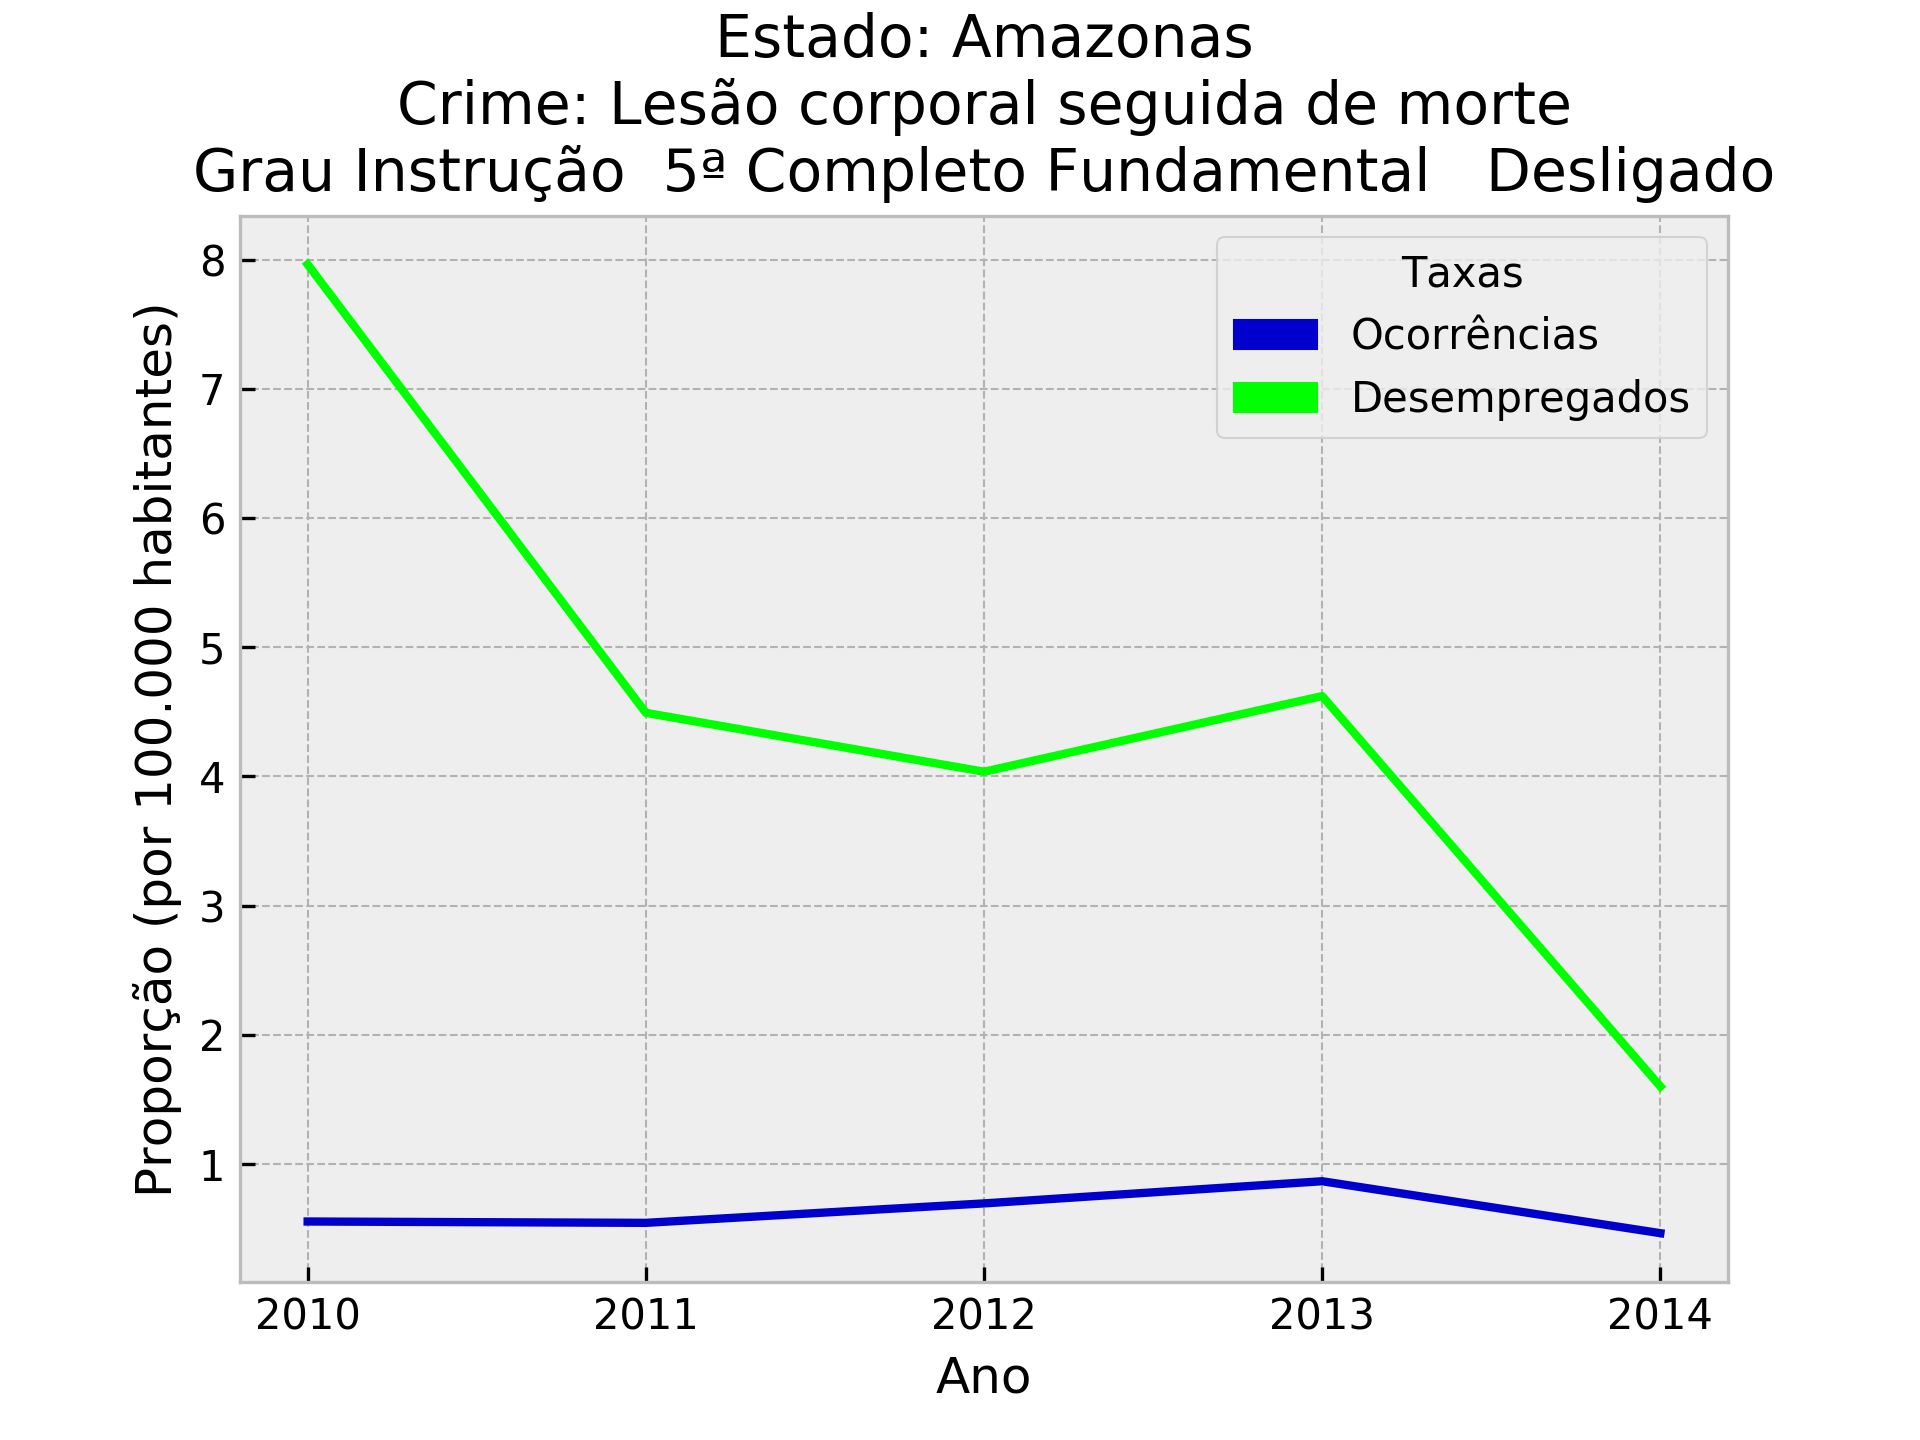 Estado: Amazonas
Crime: Lesão corporal seguida de morte
Grau Instrução  5ª Completo Fundamental   Desligado
Taxas
Ocorrências
Desempregados
Proporção (por 100.000 habitantes)
8
7
6
5
4
3
2
1
2010 2011 2012 2013 2014
Ano